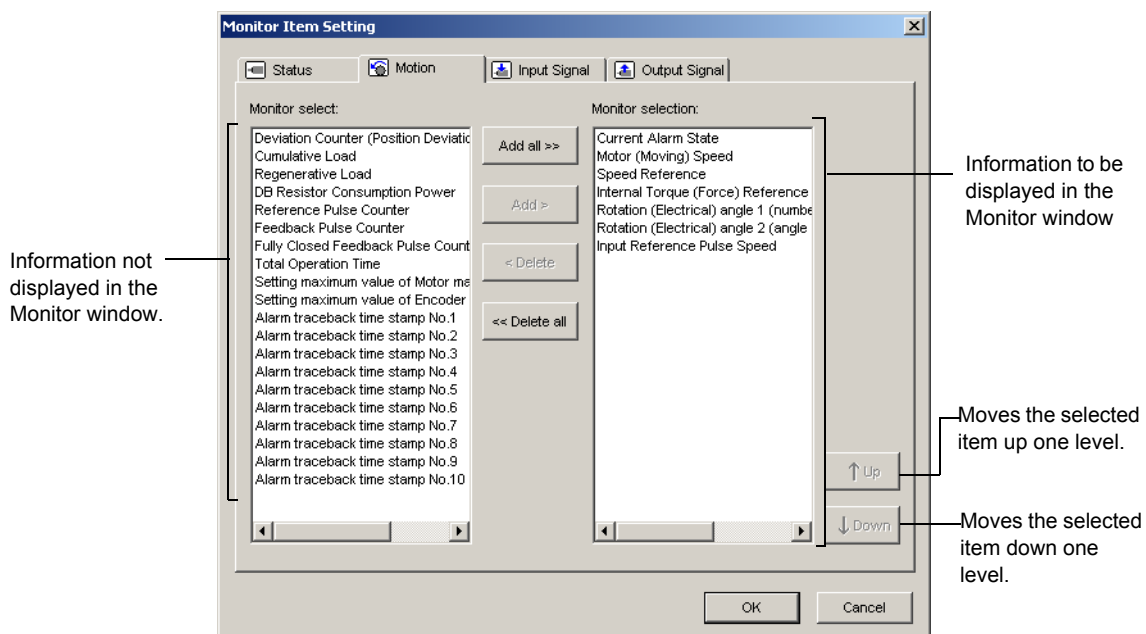 Monitor Item Setting
Status
Motion
Input Signal
Output Signal
Monitor select:
Deviation Counter (Position Deviatic
Cumulative Load
Regenerative Load
DB Resistor Consumption Power
Reference Pulse Counter
Feedback Pulse Counter
Fully Closed Feedback Pulse Count
Total Operation Time
Setting maximum value of Motor ma
Setting maximum value of Encoder
Alarm traceback time stamp No.1
Alarm traceback time stamp No.2
Alarm traceback time stamp No.3
Alarm traceback time stamp No.4
Alarm traceback time stamp No.5
Alarm traceback time stamp No.6
Alarm traceback time stamp No.7
Alarm traceback time stamp No.8
Alarm traceback time stamp No.9
Alarm traceback time stamp No.10
Add all >>
Add >
< Delete
<< Delete all
Monitor selection:
Current Alarm State
Motor (Moving) Speed
Speed Reference
Internal Torque (Force) Reference
Rotation (Electrical) angle 1 (numbe
Rotation (Electrical) angle 2 (angle
Input Reference Pulse Speed
↑ Up
↓ Down
OK
Cancel
Information not
displayed in the
Monitor window.
Information to be
displayed in the
Monitor window
Moves the selected
item up one level.
Moves the selected
item down one
level.